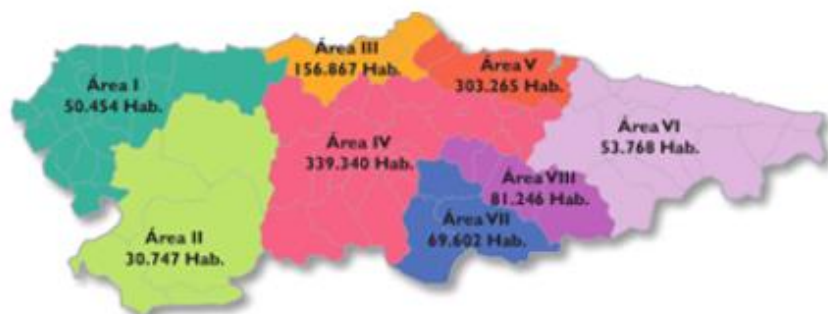 Área I
50.454 Hab.
Área II
30.747 Hab.
Área III
156.867 Hab.
Área IV
339.340 Hab.
Área V
303.265 Hab.
Área VI
53.768 Hab.
Área VII
69.602 Hab.
Área VIII
81.246 Hab.